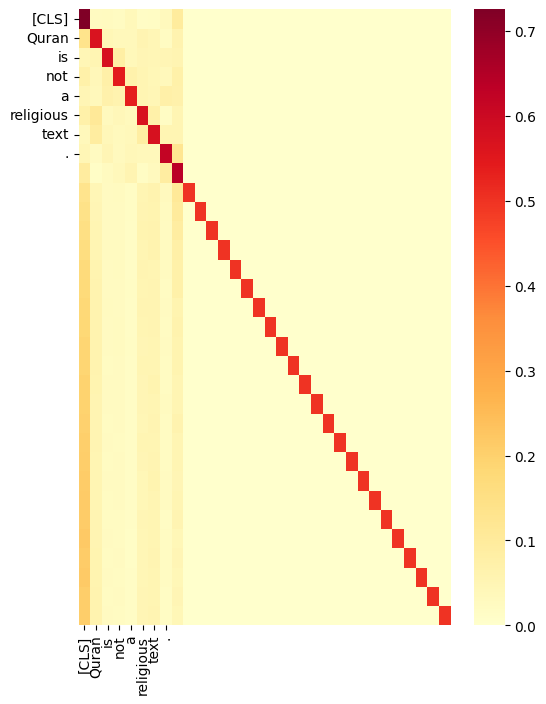 [CLS]
Quran
is
not
a
religious
text
.
[CLS]
Quran
is
not
a
religious
text
.
0.7
0.6
0.5
0.4
0.3
0.2
0.1
0.0